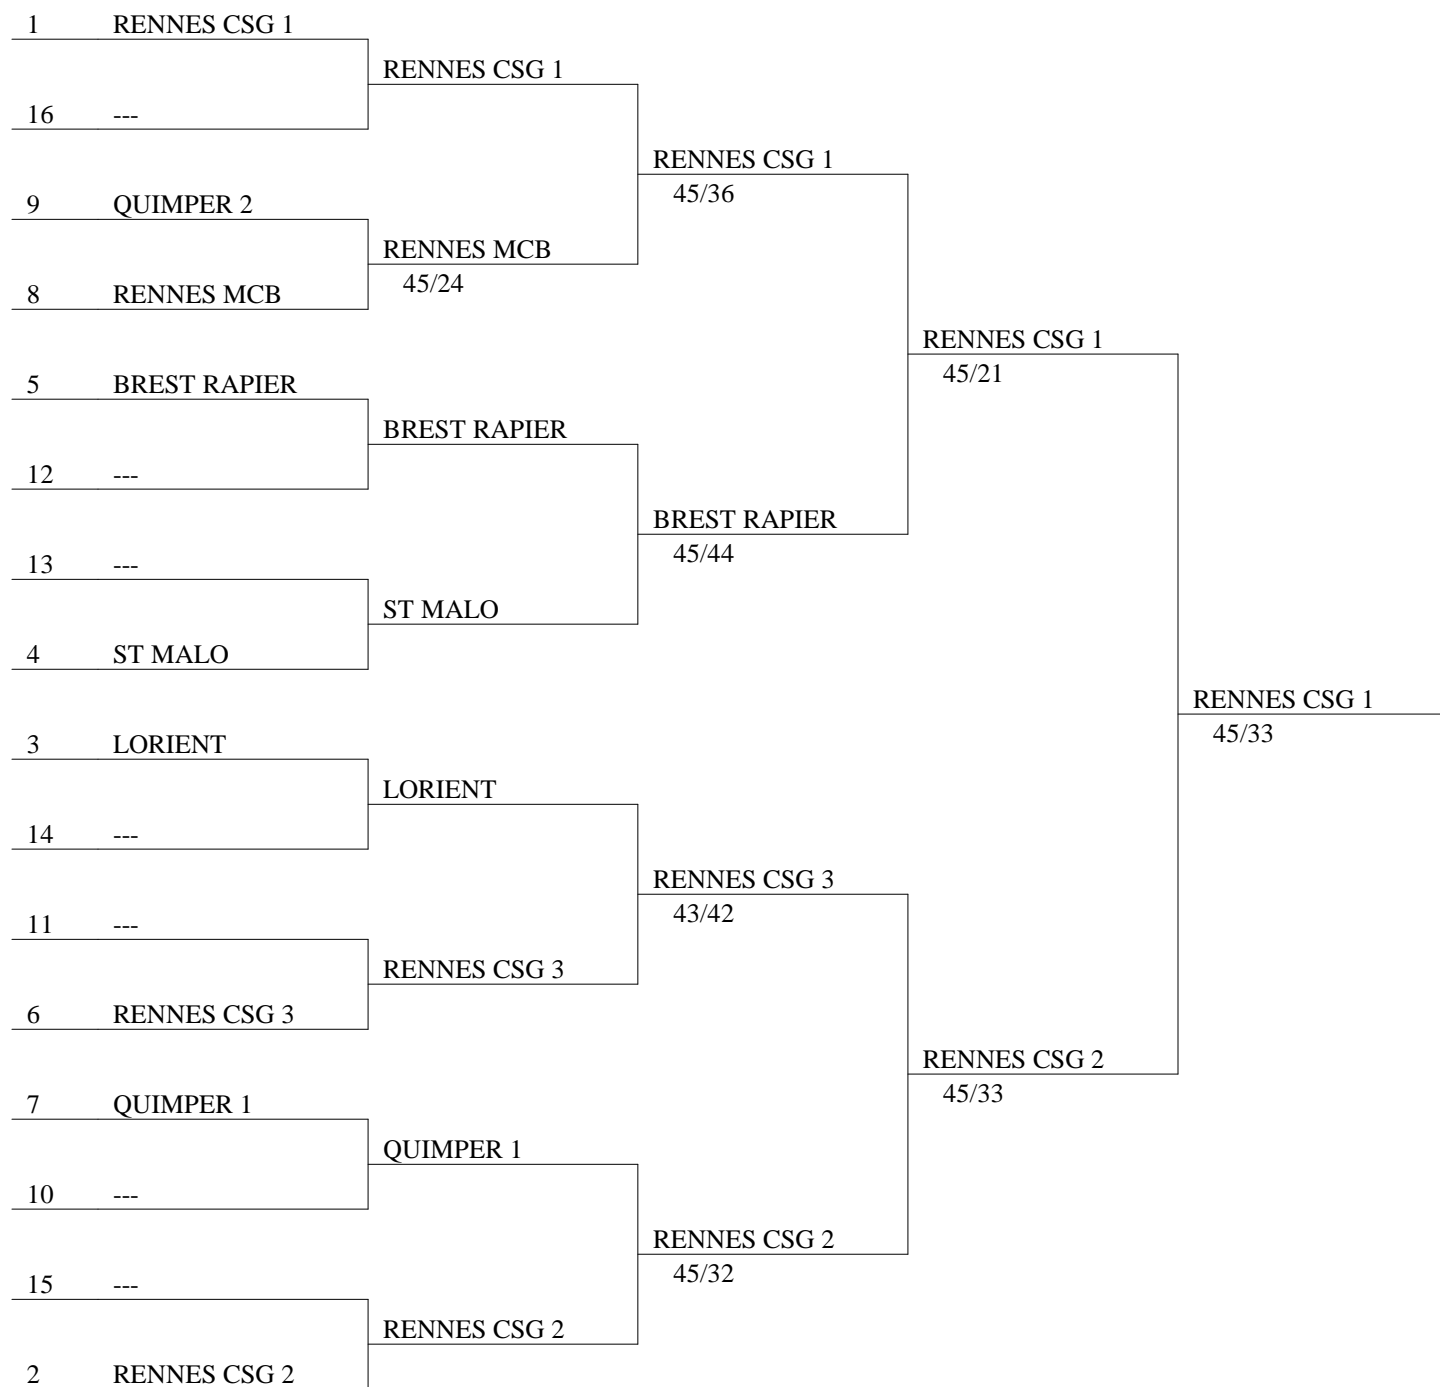 1 RENNES CSG 1
RENNES CSG 1
16 ---
RENNES CSG 1
45/36
9 QUIMPER 2
RENNES MCB
45/24
8 RENNES MCB
RENNES CSG 1
45/21
5 BREST RAPIER
BREST RAPIER
12 ---
BREST RAPIER
45/44
13 ---
ST MALO
4 ST MALO
RENNES CSG 1
45/33
3 LORIENT
LORIENT
14 ---
RENNES CSG 3
43/42
11 ---
RENNES CSG 3
6 RENNES CSG 3
RENNES CSG 2
45/33
7 QUIMPER 1
QUIMPER 1
10 ---
RENNES CSG 2
45/32
15 ---
RENNES CSG 2
2 RENNES CSG 2